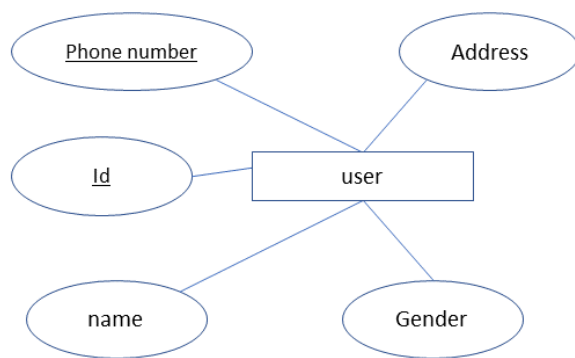 Phone number
Address
Id
user
name
Gender